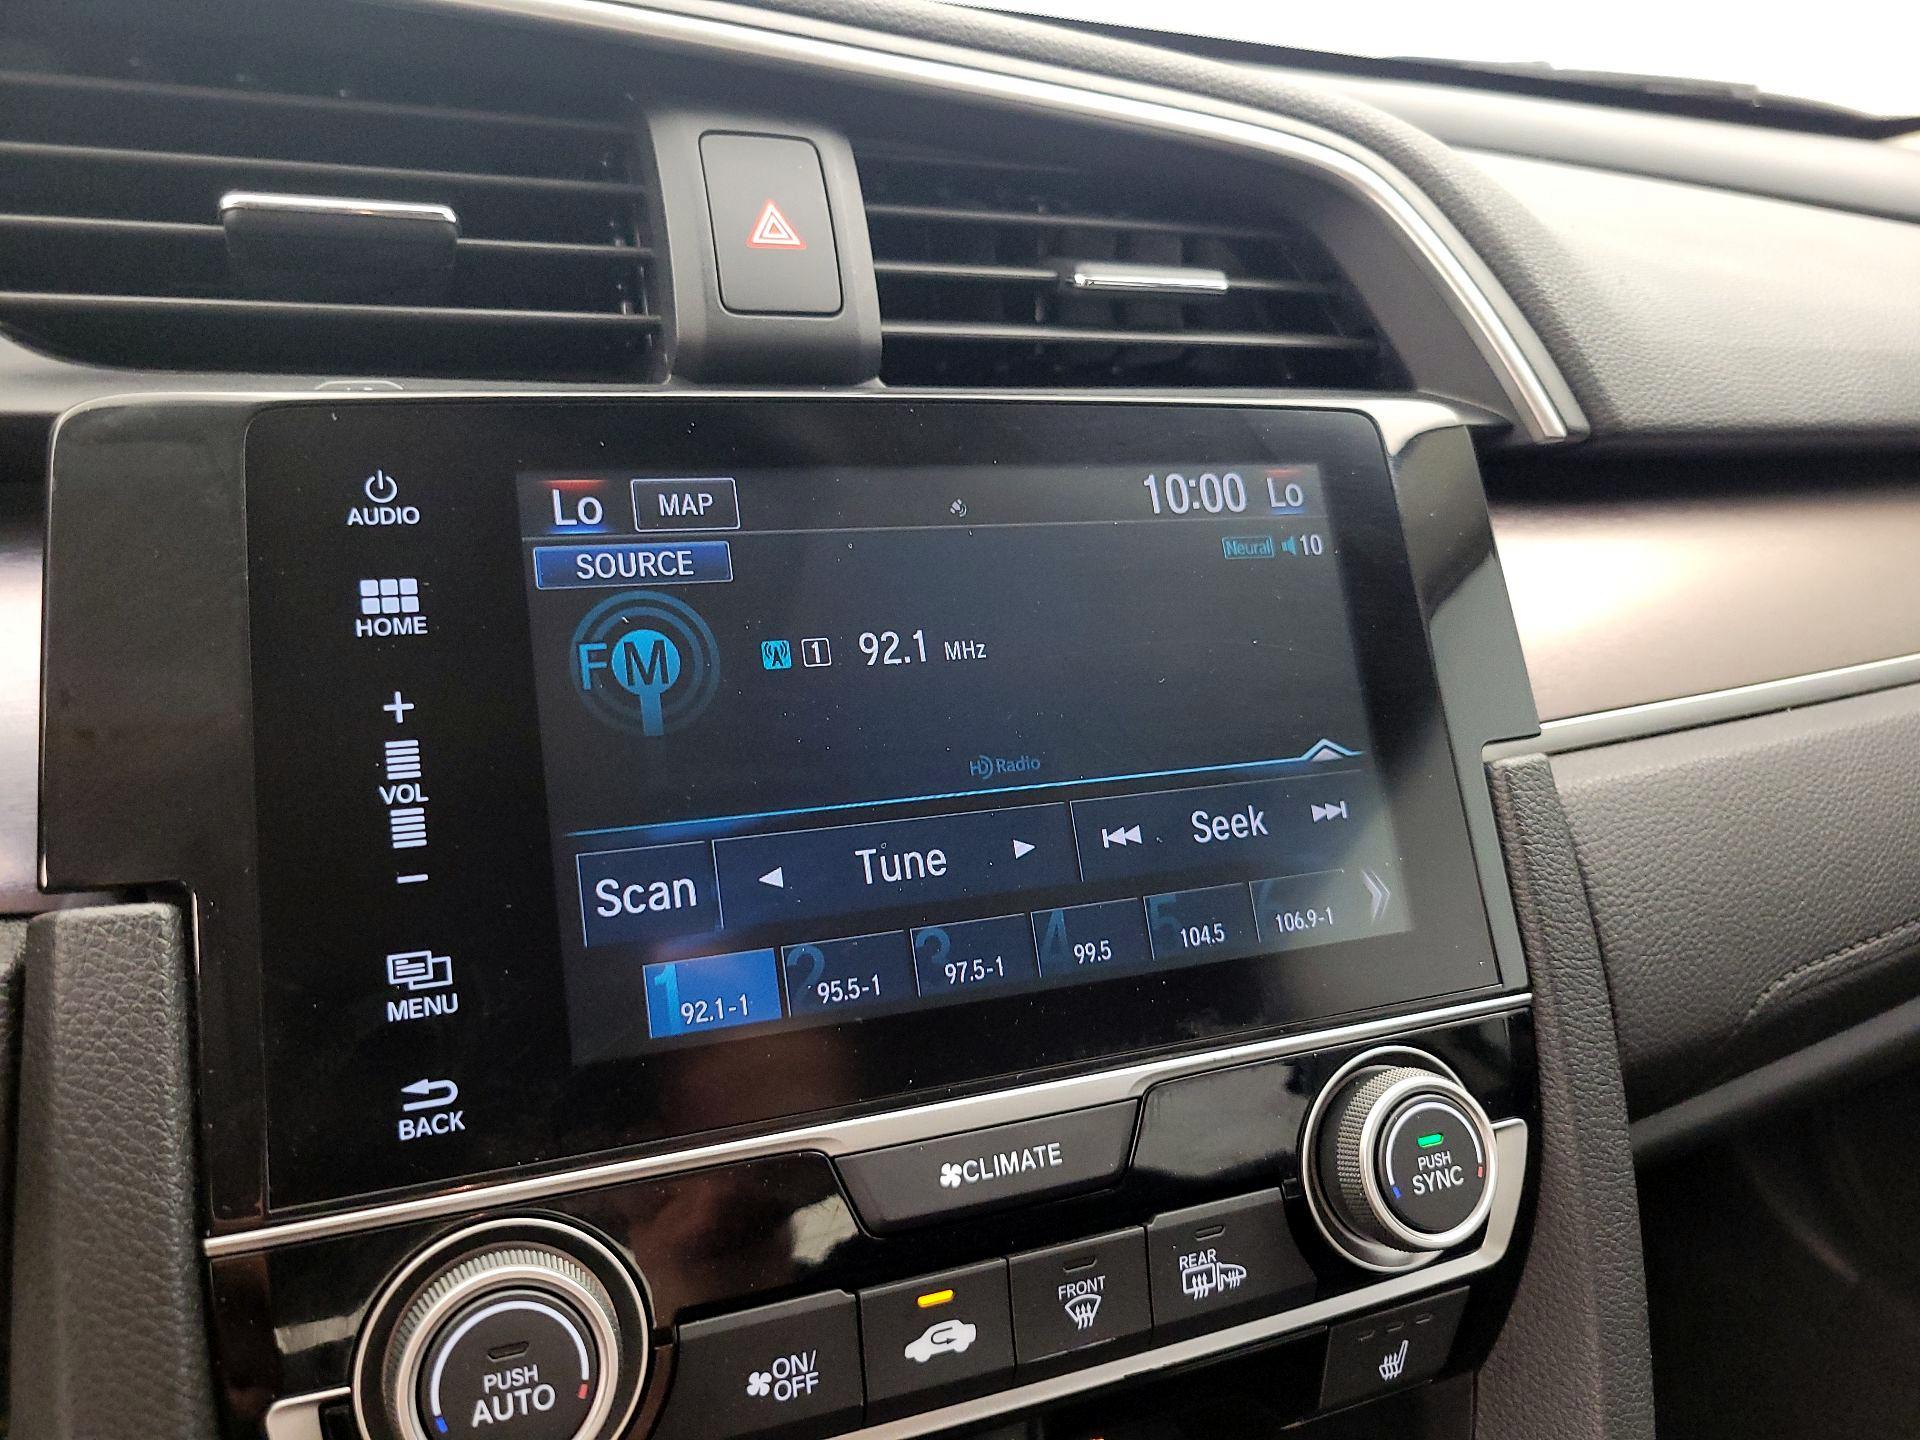 AUDIO
HOME
+
VOL
−
MENU
BACK
Lo
MAP
10:00
Lo
SOURCE
Neural
10
FM
1
92.1 MHz
HD Radio
Scan
Tune
Seek
1 92.1-1
2 95.5-1
3 97.5-1
4 99.5
5 104.5
6 106.9-1
CLIMATE
PUSH
SYNC
PUSH
AUTO
ON/
OFF
FRONT
REAR